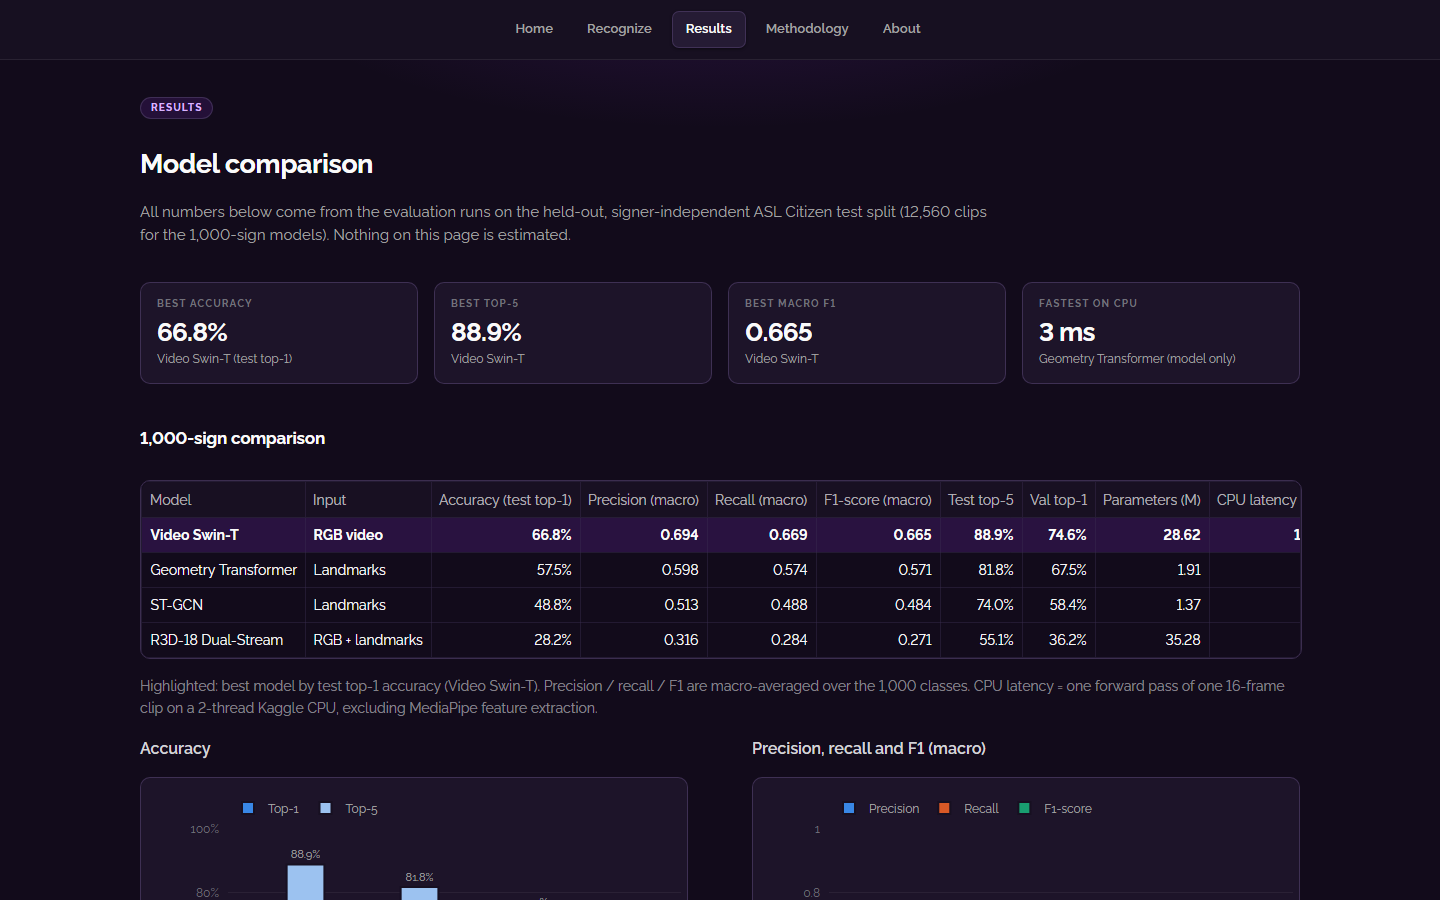 Home Recognize Results Methodology About
RESULTS
Model comparison
All numbers below come from the evaluation runs on the held-out, signer-independent ASL Citizen test split (12,560 clips
for the 1,000-sign models). Nothing on this page is estimated.
BEST ACCURACY
66.8%
Video Swin-T (test top-1)
BEST TOP-5
88.9%
Video Swin-T
BEST MACRO F1
0.665
Video Swin-T
FASTEST ON CPU
3 ms
Geometry Transformer (model only)
1,000-sign comparison
Model Input Accuracy (test top-1) Precision (macro) Recall (macro) F1-score (macro) Test top-5 Val top-1 Parameters (M) CPU latency
Video Swin-T RGB video 66.8% 0.694 0.669 0.665 88.9% 74.6% 28.62 1
Geometry Transformer Landmarks 57.5% 0.598 0.574 0.571 81.8% 67.5% 1.91
ST-GCN Landmarks 48.8% 0.513 0.488 0.484 74.0% 58.4% 1.37
R3D-18 Dual-Stream RGB + landmarks 28.2% 0.316 0.284 0.271 55.1% 36.2% 35.28
Highlighted: best model by test top-1 accuracy (Video Swin-T). Precision / recall / F1 are macro-averaged over the 1,000 classes. CPU latency = one forward pass of one 16-frame
clip on a 2-thread Kaggle CPU, excluding MediaPipe feature extraction.
Accuracy
Top-1 Top-5
100%
88.9%
81.8%
80%
Precision, recall and F1 (macro)
Precision Recall F1-score
1
0.8